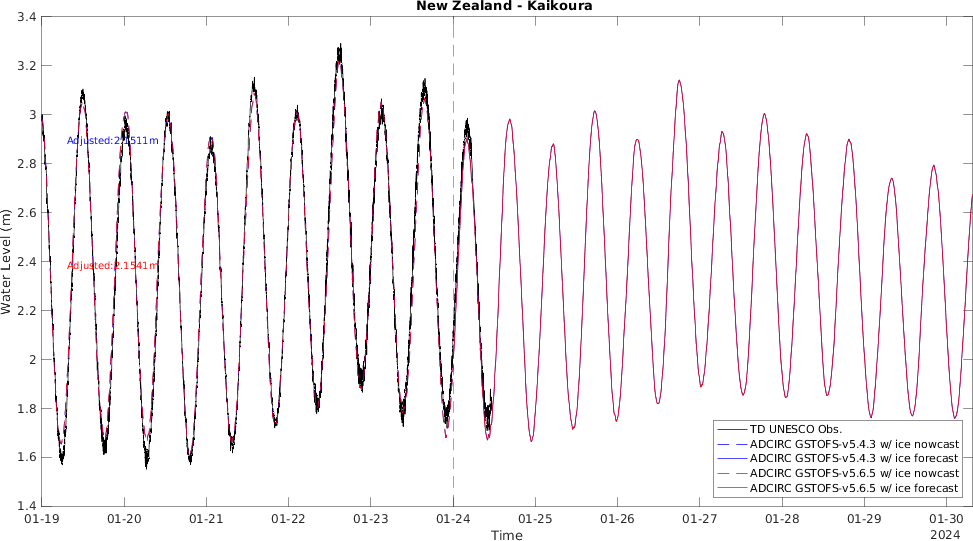 New Zealand - Kaikoura
3.4
3.2
3
2.8
2.6
2.4
2.2
2
1.8
1.6
1.4
Water Level (m)
Adjusted:2.1511m
Adjusted:2.1541m
TD UNESCO Obs.
ADCIRC GSTOFS-v5.4.3 w/ ice nowcast
ADCIRC GSTOFS-v5.4.3 w/ ice forecast
ADCIRC GSTOFS-v5.6.5 w/ ice nowcast
ADCIRC GSTOFS-v5.6.5 w/ ice forecast
01-19 01-20 01-21 01-22 01-23 01-24 01-25 01-26 01-27 01-28 01-29 01-30
Time
2024